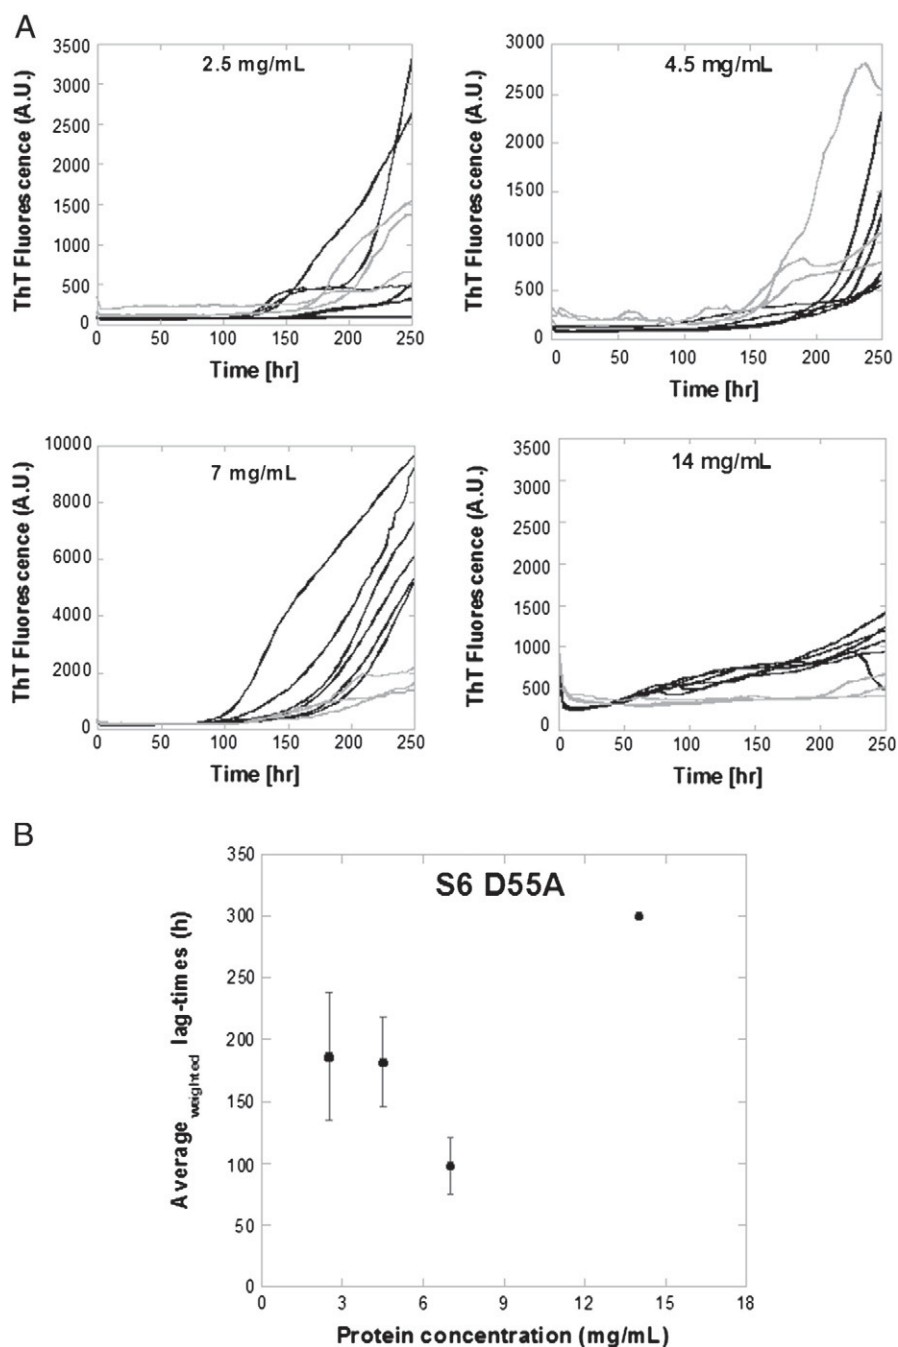 A
2.5 mg/mL
ThT Fluorescence (A.U.)
3500
3000
2500
2000
1500
1000
500
0
0 50 100 150 200 250
Time [hr]
4.5 mg/mL
ThT Fluorescence (A.U.)
3000
2500
2000
1500
1000
500
0
0 50 100 150 200 250
Time [hr]
7 mg/mL
ThT Fluorescence (A.U.)
10000
8000
6000
4000
2000
0
0 50 100 150 200 250
Time [hr]
14 mg/mL
ThT Fluorescence (A.U.)
3500
3000
2500
2000
1500
1000
500
0
0 50 100 150 200 250
Time [hr]
B
S6 D55A
Average weighted lag-times (h)
350
300
250
200
150
100
50
0
0 3 6 9 12 15 18
Protein concentration (mg/mL)